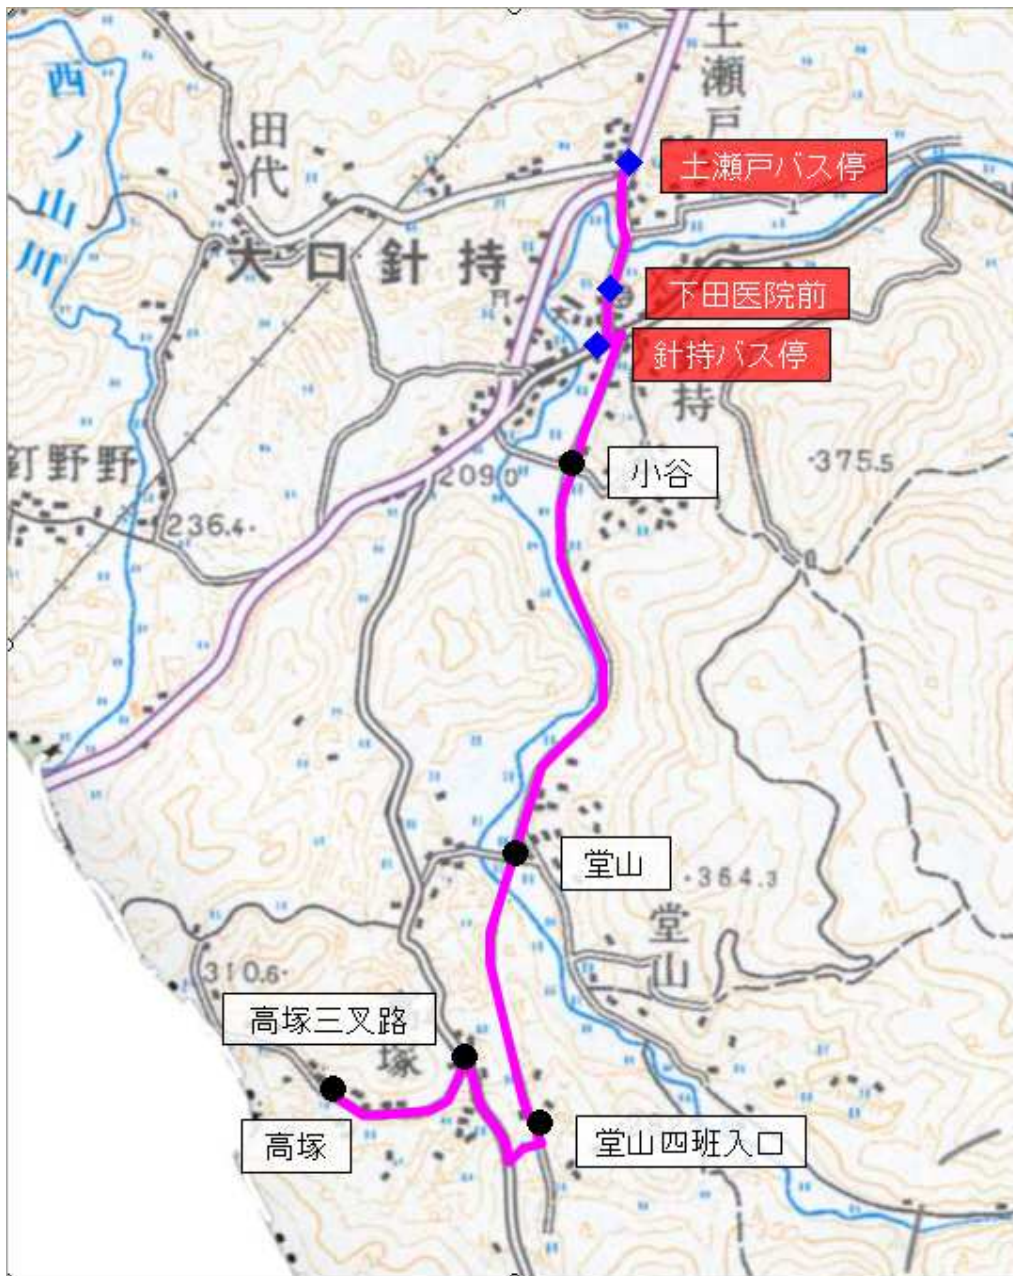 土瀬戸
西ノ山川
田代
土瀬戸バス停
大口針持
下田医院前
針持バス停
持
小谷
375.5
釘野野
209.0
236.4
堂山
364.3
堂山
310.6
高塚三叉路
塚
高塚
堂山四班入口